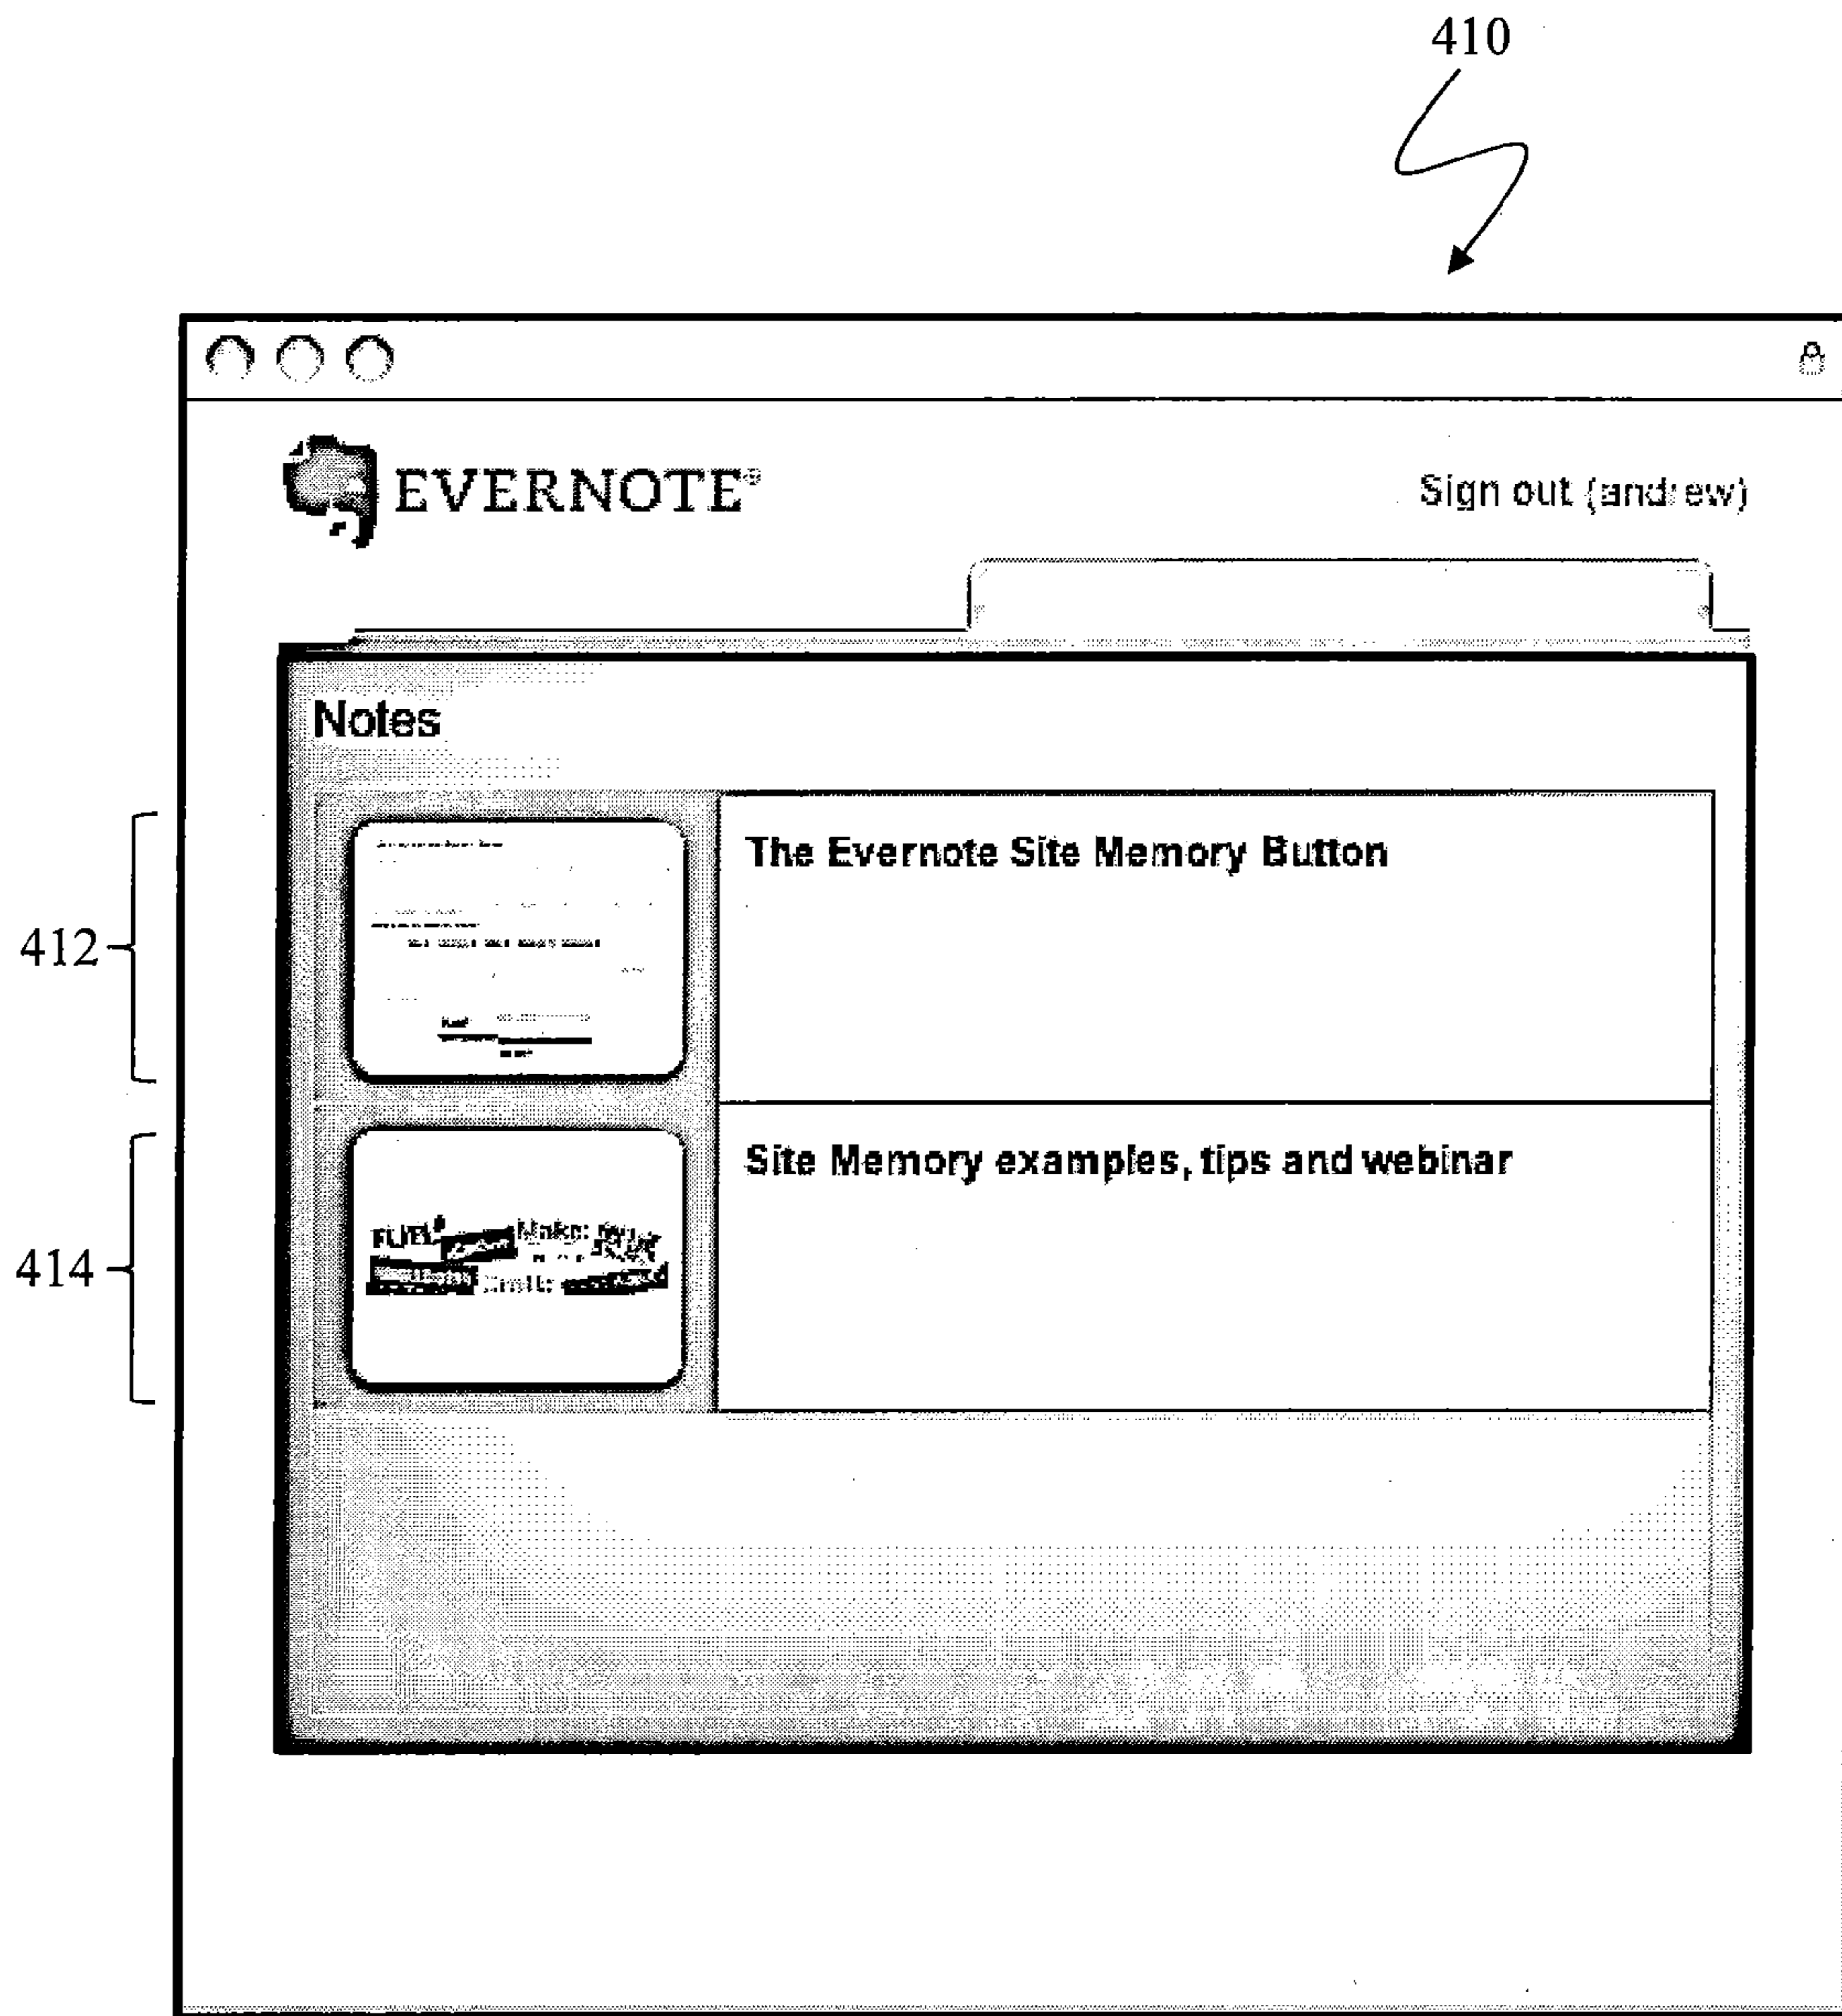 410
EVERNOTE®
Sign out (andrew)
Notes
412
The Evernote Site Memory Button
414
Site Memory examples, tips and webinar
FUEL